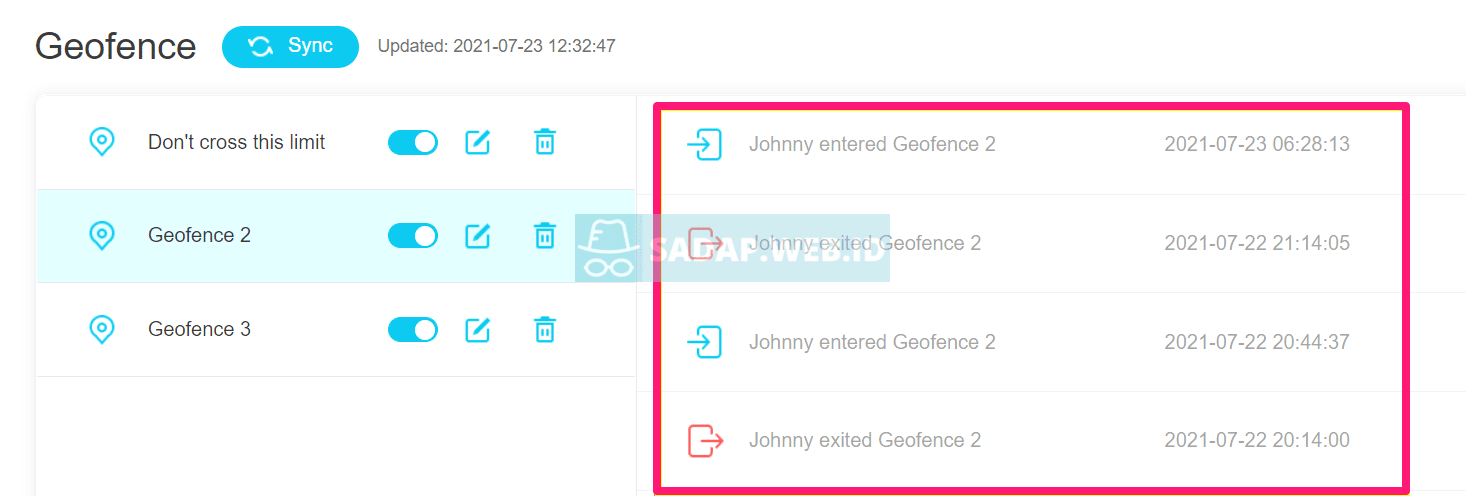 Geofence
Sync
Updated: 2021-07-23 12:32:47
Don't cross this limit
Geofence 2
Geofence 3
Johnny entered Geofence 2 2021-07-23 06:28:13
Johnny exited Geofence 2 2021-07-22 21:14:05
SADAP.WEB.ID
Johnny entered Geofence 2 2021-07-22 20:44:37
Johnny exited Geofence 2 2021-07-22 20:14:00